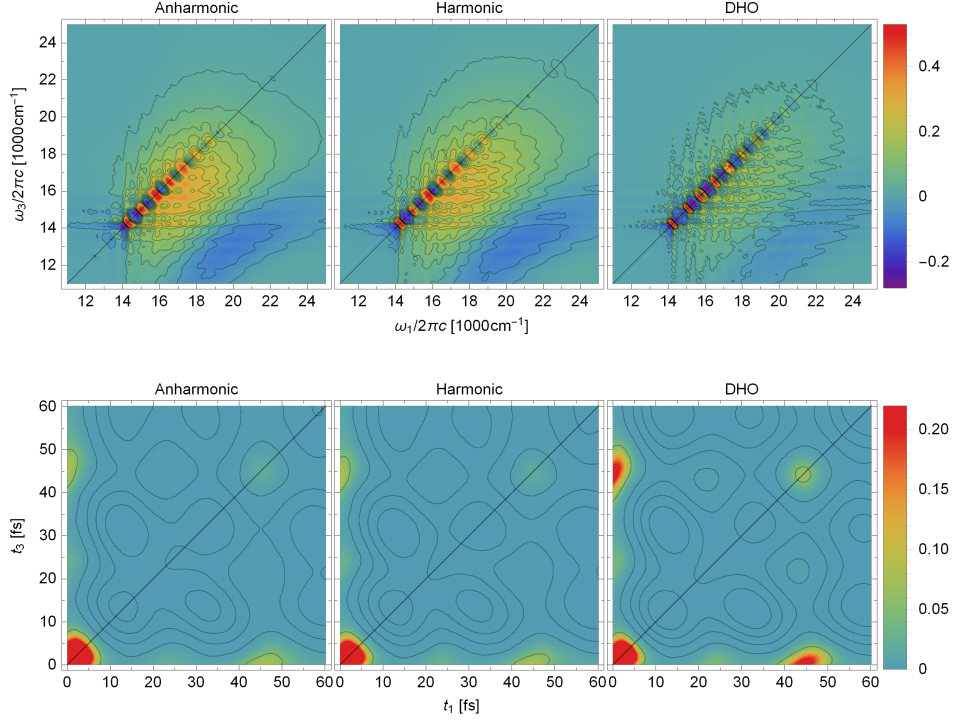 Anharmonic Harmonic DHO
24
22
20
18
16
14
12
ω3/2πc [1000cm−1]
0.4
0.2
0
−0.2
12 14 16 18 20 22 24 12 14 16 18 20 22 24 12 14 16 18 20 22 24
ω1/2πc [1000cm−1]
Anharmonic Harmonic DHO
60
50
40
30
20
10
0
t3 [fs]
0.20
0.15
0.10
0.05
0
0 10 20 30 40 50 60 0 10 20 30 40 50 60 0 10 20 30 40 50 60
t1 [fs]